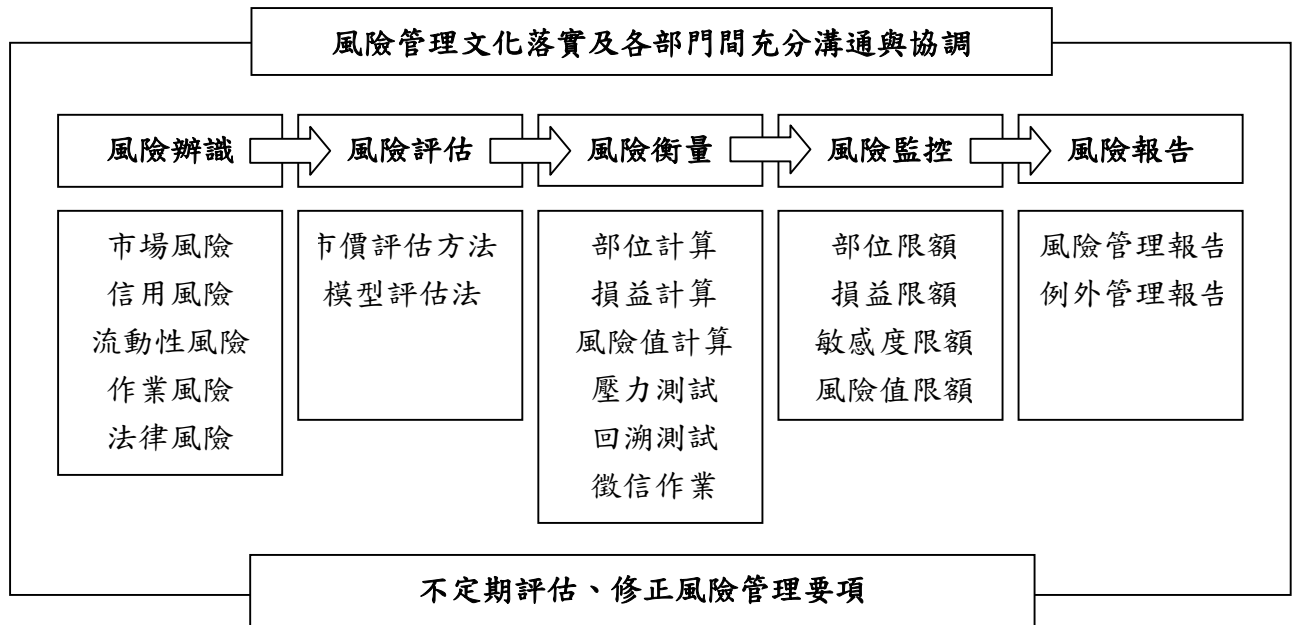 風險管理文化落實及各部門間充分溝通與協調
風險辨識
風險評估
風險衡量
風險監控
風險報告
市場風險
信用風險
流動性風險
作業風險
法律風險
市價評估方法
模型評估法
部位計算
損益計算
風險值計算
壓力測試
回溯測試
徵信作業
部位限額
損益限額
敏感度限額
風險值限額
風險管理報告
例外管理報告
不定期評估、修正風險管理要項